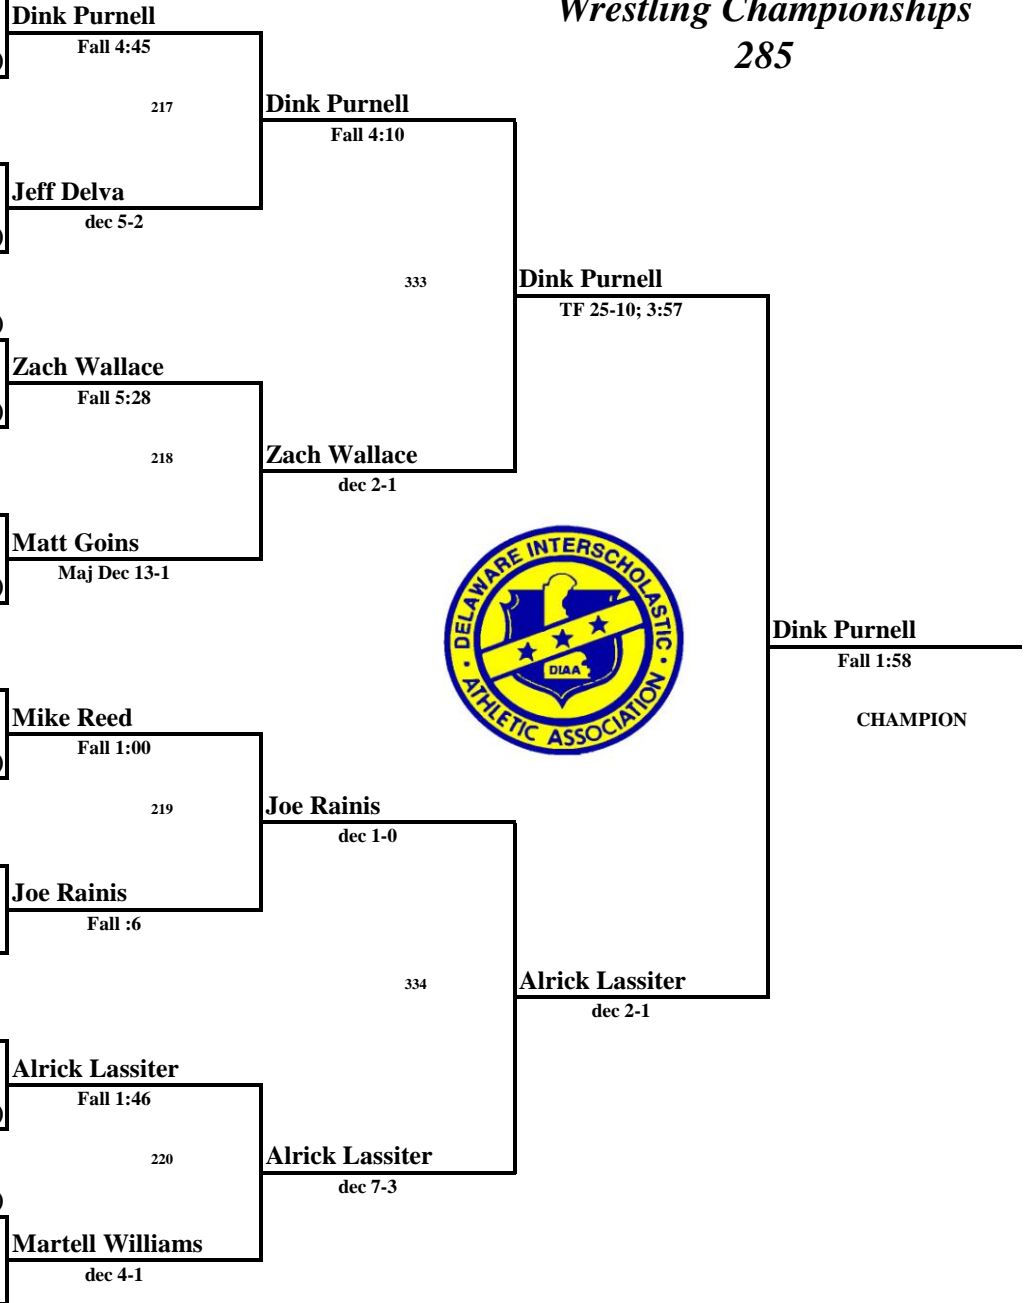 Wrestling Championships
285
Dink Purnell
Fall 4:45
217
Dink Purnell
Fall 4:10
Jeff Delva
dec 5-2
333
Dink Purnell
TF 25-10; 3:57
Zach Wallace
Fall 5:28
218
Zach Wallace
dec 2-1
Matt Goins
Maj Dec 13-1
DELAWARE INTERSCHOLASTIC
• ATHLETIC ASSOCIATION •
DIAA
Dink Purnell
Fall 1:58
CHAMPION
Mike Reed
Fall 1:00
219
Joe Rainis
dec 1-0
Joe Rainis
Fall :6
334
Alrick Lassiter
dec 2-1
Alrick Lassiter
Fall 1:46
220
Alrick Lassiter
dec 7-3
Martell Williams
dec 4-1